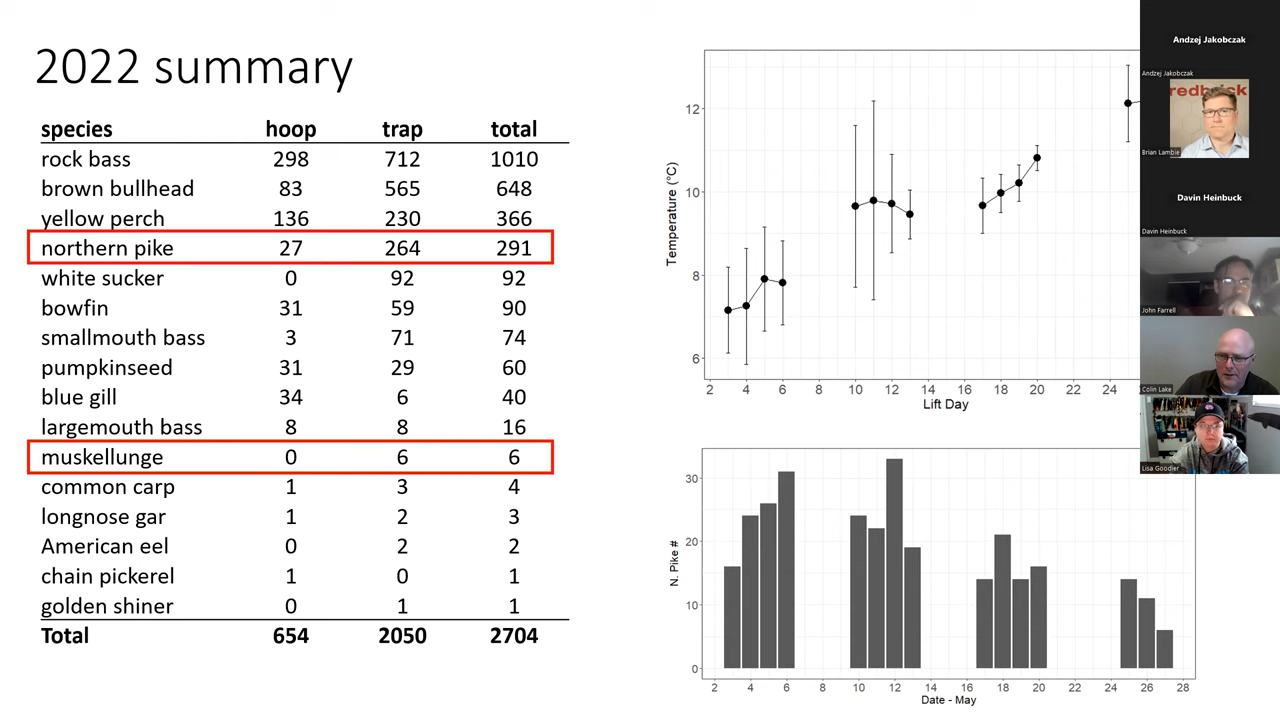 2022 summary
species hoop trap total
rock bass 298 712 1010
brown bullhead 83 565 648
yellow perch 136 230 366
northern pike 27 264 291
white sucker 0 92 92
bowfin 31 59 90
smallmouth bass 3 71 74
pumpkinseed 31 29 60
blue gill 34 6 40
largemouth bass 8 8 16
muskellunge 0 6 6
common carp 1 3 4
longnose gar 1 2 3
American eel 0 2 2
chain pickerel 1 0 1
golden shiner 0 1 1
Total 654 2050 2704
Temperature (°C)
12
10
8
6
2 4 6 8 10 12 14 16 18 20 22 24
Lift Day
N. Pike #
30
20
10
0
2 4 6 8 10 12 14 16 18 20 22 24 26 28
Date - May
Andzej Jakobczak
Andzej Jakobczak
redbrick
Brian Lambie
Davin Heinbuck
Davin Heinbuck
John Farrell
Colin Lake
Lisa Goodier